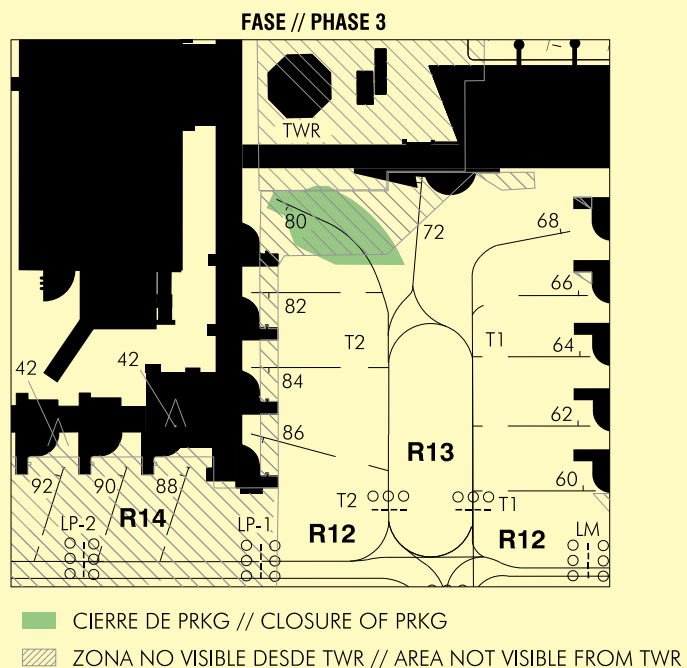 FASE // PHASE 3
TWR
80
72
68
66
82
T2
T1
64
42
42
84
62
86
R13
60
92
90
88
R14
T2
T1
LP-2
LP-1
R12
R12
LM
CIERRE DE PRKG // CLOSURE OF PRKG
ZONA NO VISIBLE DESDE TWR // AREA NOT VISIBLE FROM TWR